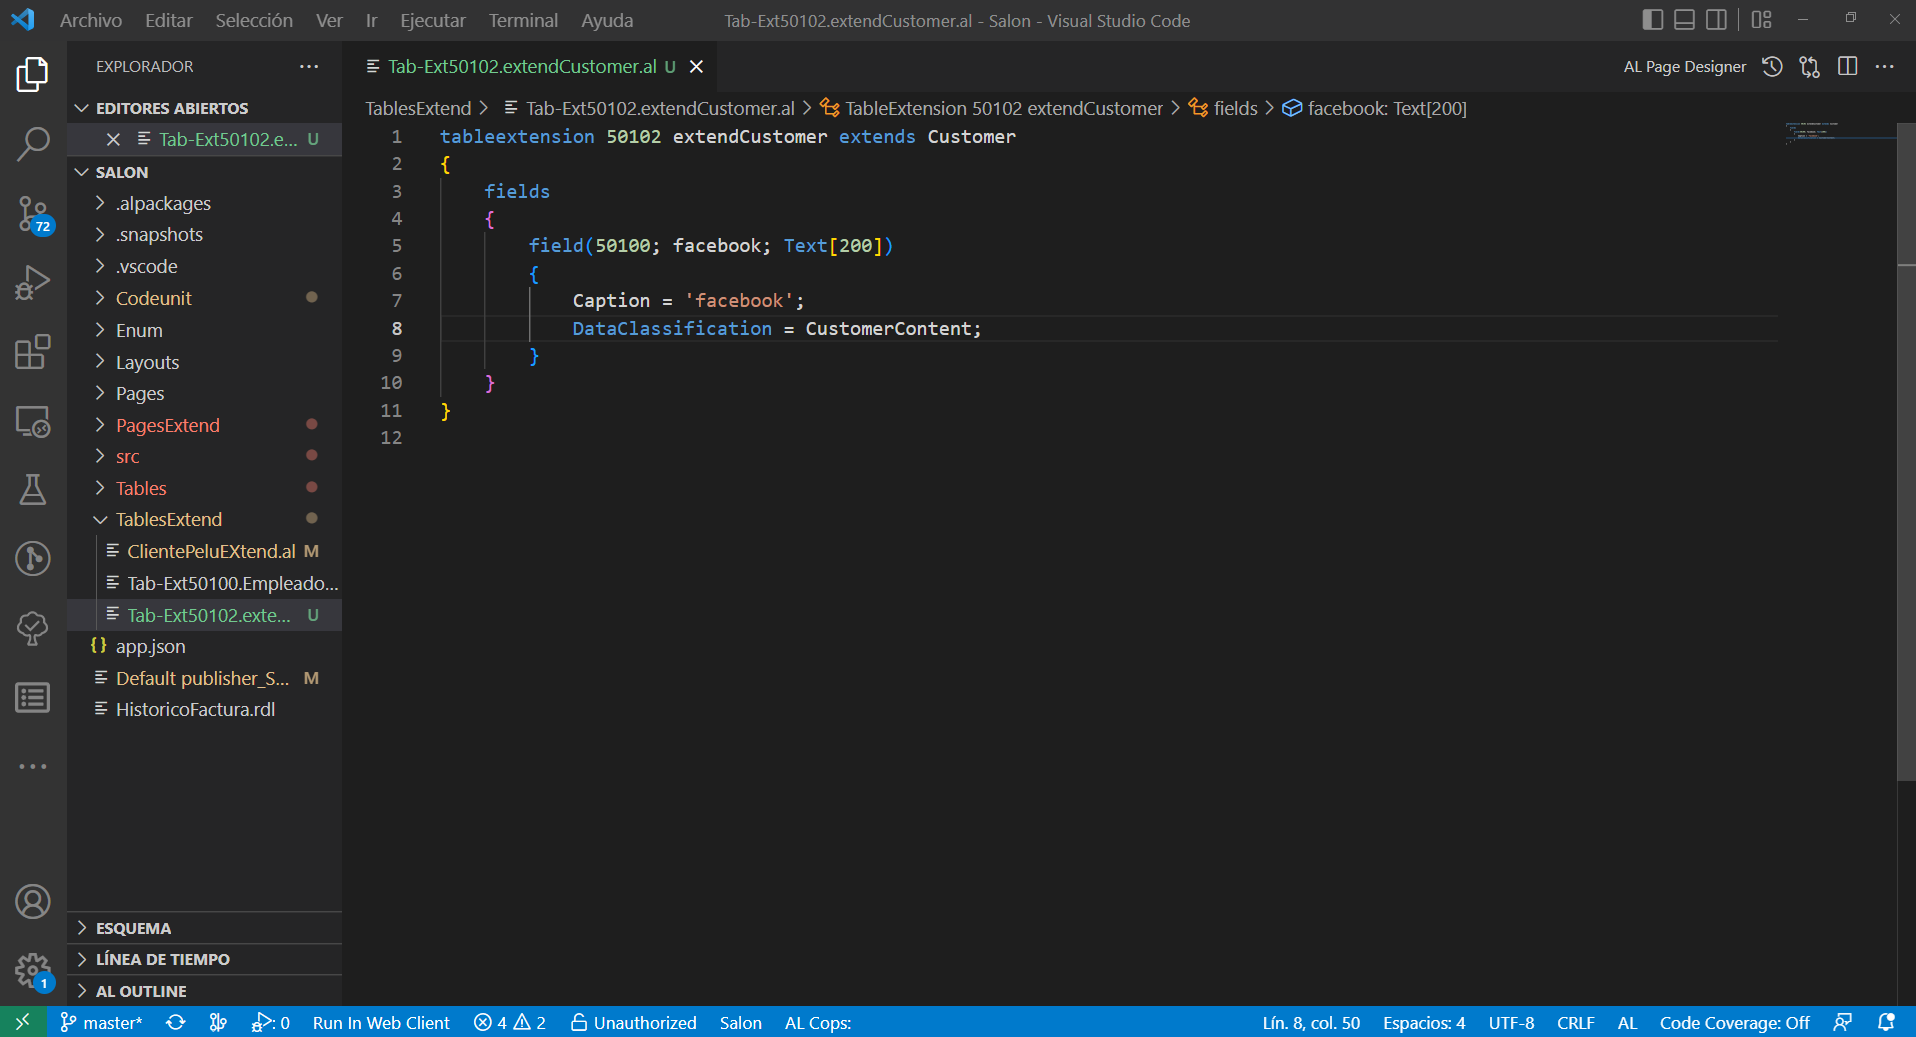 Archivo Editar Selección Ver Ir Ejecutar Terminal Ayuda Tab-Ext50102.extendCustomer.al - Salon - Visual Studio Code
EXPLORADOR
EDITORES ABIERTOS
Tab-Ext50102.e... U
SALON
.alpackages
.snapshots
.vscode
Codeunit
Enum
Layouts
Pages
PagesExtend
src
Tables
TablesExtend
ClientePeluEXtend.al M
Tab-Ext50100.Empleado...
Tab-Ext50102.exte... U
{} app.json
Default publisher_S... M
HistoricoFactura.rdl
ESQUEMA
LÍNEA DE TIEMPO
AL OUTLINE
72
1
Tab-Ext50102.extendCustomer.al U
AL Page Designer
TablesExtend > Tab-Ext50102.extendCustomer.al > TableExtension 50102 extendCustomer > fields > facebook: Text[200]
1 tableextension 50102 extendCustomer extends Customer
2 {
3 fields
4 {
5 field(50100; facebook; Text[200])
6 {
7 Caption = 'facebook';
8 DataClassification = CustomerContent;
9 }
10 }
11 }
12
master* : 0 Run In Web Client 4 2 Unauthorized Salon AL Cops: Lín. 8, col. 50 Espacios: 4 UTF-8 CRLF AL Code Coverage: Off